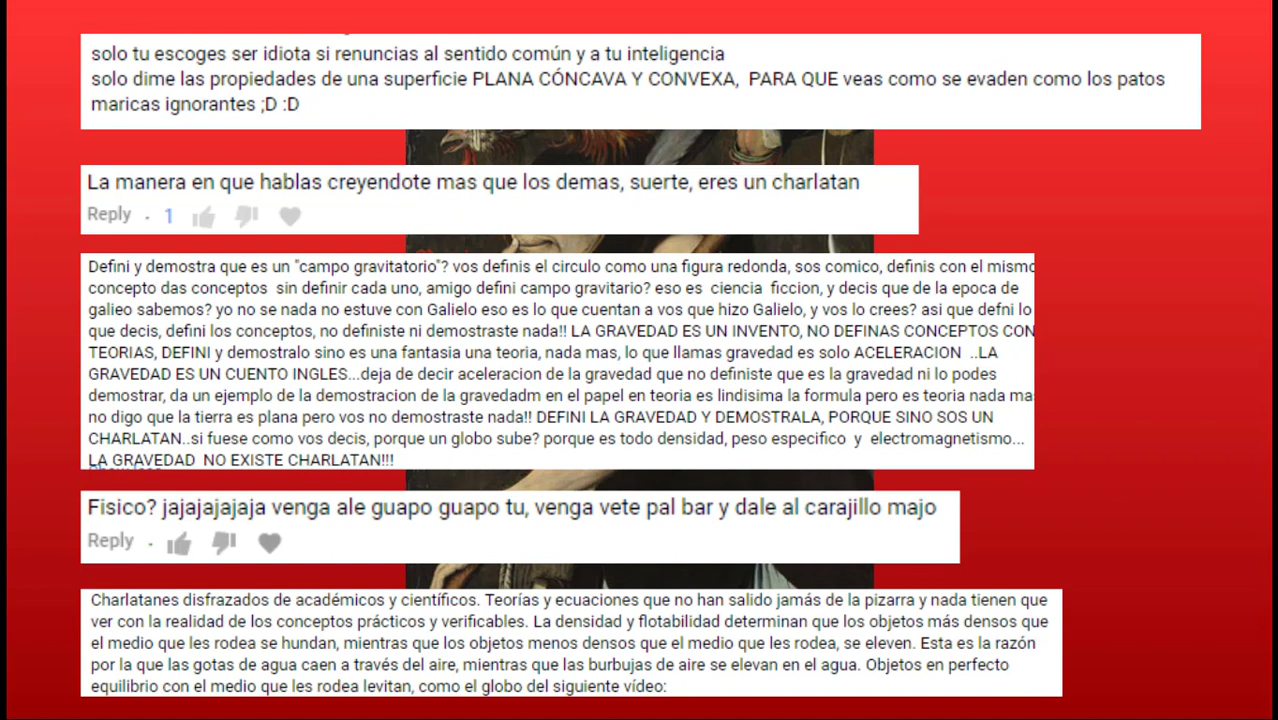 solo tu escoges ser idiota si renuncias al sentido común y a tu inteligencia
solo dime las propiedades de una superficie PLANA CÓNCAVA Y CONVEXA, PARA QUE veas como se evaden como los patos
maricas ignorantes ;D :D
La manera en que hablas creyendote mas que los demas, suerte, eres un charlatan
Reply . 1
Defini y demostra que es un "campo gravitatorio"? vos definis el circulo como una figura redonda, sos comico, definis con el mismo
concepto das conceptos sin definir cada uno, amigo defini campo gravitario? eso es ciencia ficcion, y decis que de la epoca de
galieo sabemos? yo no se nada no estuve con Galielo eso es lo que cuentan a vos que hizo Galielo, y vos lo crees? asi que defni lo
que decis, defini los conceptos, no definiste ni demostraste nada!! LA GRAVEDAD ES UN INVENTO, NO DEFINAS CONCEPTOS CON
TEORIAS, DEFINI y demostralo sino es una fantasia una teoria, nada mas, lo que llamas gravedad es solo ACELERACION ..LA
GRAVEDAD ES UN CUENTO INGLES...deja de decir aceleracion de la gravedad que no definiste que es la gravedad ni lo podes
demostrar, da un ejemplo de la demostracion de la gravedadm en el papel en teoria es lindisima la formula pero es teoria nada ma
no digo que la tierra es plana pero vos no demostraste nada!! DEFINI LA GRAVEDAD Y DEMOSTRALA, PORQUE SINO SOS UN
CHARLATAN..si fuese como vos decis, porque un globo sube? porque es todo densidad, peso especifico y electromagnetismo...
LA GRAVEDAD NO EXISTE CHARLATAN!!!
Fisico? jajajajajaja venga ale guapo guapo tu, venga vete pal bar y dale al carajillo majo
Reply .
Charlatanes disfrazados de académicos y científicos. Teorías y ecuaciones que no han salido jamás de la pizarra y nada tienen que
ver con la realidad de los conceptos prácticos y verificables. La densidad y flotabilidad determinan que los objetos más densos que
el medio que les rodea se hundan, mientras que los objetos menos densos que el medio que les rodea, se eleven. Esta es la razón
por la que las gotas de agua caen a través del aire, mientras que las burbujas de aire se elevan en el agua. Objetos en perfecto
equilibrio con el medio que les rodea levitan, como el globo del siguiente vídeo: